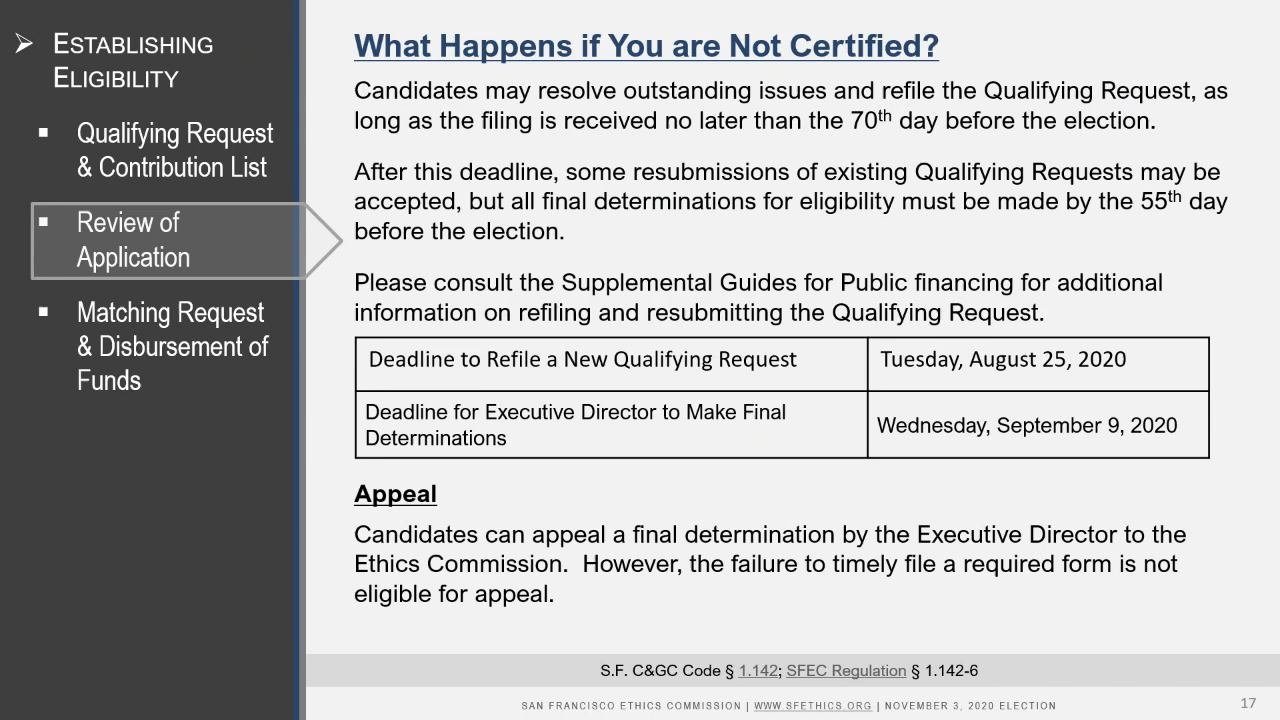 ➢ ESTABLISHING
ELIGIBILITY
▪ Qualifying Request
& Contribution List
▪ Review of
Application
▪ Matching Request
& Disbursement of
Funds
What Happens if You are Not Certified?
Candidates may resolve outstanding issues and refile the Qualifying Request, as
long as the filing is received no later than the 70th day before the election.
After this deadline, some resubmissions of existing Qualifying Requests may be
accepted, but all final determinations for eligibility must be made by the 55th day
before the election.
Please consult the Supplemental Guides for Public financing for additional
information on refiling and resubmitting the Qualifying Request.
Deadline to Refile a New Qualifying Request
Tuesday, August 25, 2020
Deadline for Executive Director to Make Final
Determinations
Wednesday, September 9, 2020
Appeal
Candidates can appeal a final determination by the Executive Director to the
Ethics Commission.  However, the failure to timely file a required form is not
eligible for appeal.
S.F. C&GC Code § 1.142; SFEC Regulation § 1.142-6
SAN FRANCISCO ETHICS COMMISSION | WWW.SFETHICS.ORG | NOVEMBER 3, 2020 ELECTION
17